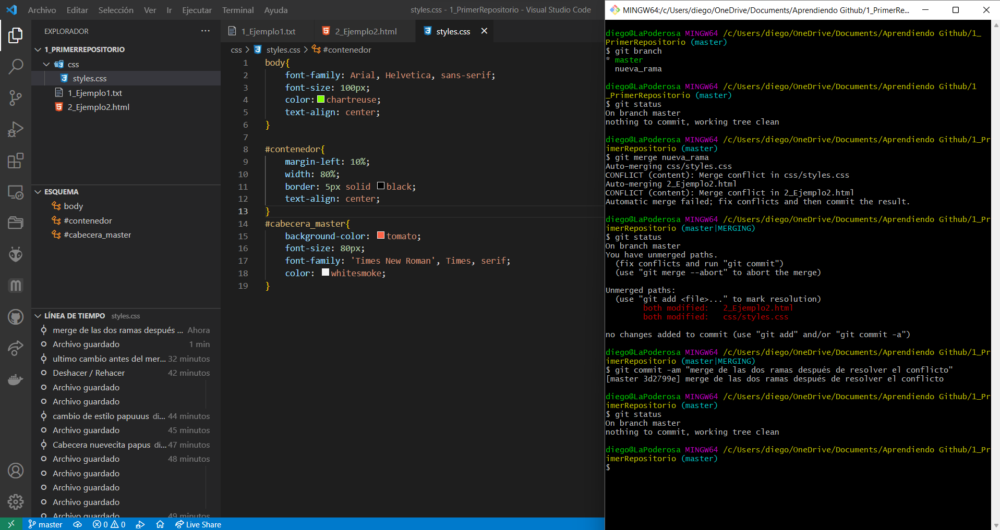 Archivo Editar Selección Ver Ir Ejecutar Terminal Ayuda
styles.css - 1_PrimerRepositorio - Visual Studio Code
EXPLORADOR ...
1_PRIMERREPOSITORIO
css
styles.css
1_Ejemplo1.txt
2_Ejemplo2.html
ESQUEMA
body
#contenedor
#cabecera_master
LÍNEA DE TIEMPO styles.css
merge de las dos ramas después ... Ahora
Archivo guardado 1 min
ultimo cambio antes del mer... 32 minutos
Deshacer / Rehacer 42 minutos
Archivo guardado
Archivo guardado
cambio de estilo papuuus di... 44 minutos
Archivo guardado 45 minutos
Cabecera nuevecita papus di... 47 minutos
Archivo guardado 48 minutos
Archivo guardado
Archivo guardado
Archivo guardado
Archivo guardado 49 minutos
master 0 0 Live Share
1_Ejemplo1.txt 2_Ejemplo2.html styles.css
css > styles.css > #contenedor
1 body{
2 font-family: Arial, Helvetica, sans-serif;
3 font-size: 100px;
4 color: chartreuse;
5 text-align: center;
6 }
7
8 #contenedor{
9 margin-left: 10%;
10 width: 80%;
11 border: 5px solid black;
12 text-align: center;
13 }
14 #cabecera_master{
15 background-color: tomato;
16 font-size: 80px;
17 font-family: 'Times New Roman', Times, serif;
18 color: whitesmoke;
19 }
MINGW64:/c/Users/diego/OneDrive/Documents/Aprendiendo Github/1_PrimerRe...
diego@LaPoderosa MINGW64 /c/Users/diego/OneDrive/Documents/Aprendiendo Github/1_
PrimerRepositorio (master)
$ git branch
* master
nueva_rama
diego@LaPoderosa MINGW64 /c/Users/diego/OneDrive/Documents/Aprendiendo Github/1
_PrimerRepositorio (master)
$ git status
On branch master
nothing to commit, working tree clean
diego@LaPoderosa MINGW64 /c/Users/diego/OneDrive/Documents/Aprendiendo Github/1_Pr
imerRepositorio (master)
$ git merge nueva_rama
Auto-merging css/styles.css
CONFLICT (content): Merge conflict in css/styles.css
Auto-merging 2_Ejemplo2.html
CONFLICT (content): Merge conflict in 2_Ejemplo2.html
Automatic merge failed; fix conflicts and then commit the result.
diego@LaPoderosa MINGW64 /c/Users/diego/OneDrive/Documents/Aprendiendo Github/1_Pr
imerRepositorio (master|MERGING)
$ git status
On branch master
You have unmerged paths.
(fix conflicts and run "git commit")
(use "git merge --abort" to abort the merge)
Unmerged paths:
(use "git add <file>..." to mark resolution)
both modified: 2_Ejemplo2.html
both modified: css/styles.css
no changes added to commit (use "git add" and/or "git commit -a")
diego@LaPoderosa MINGW64 /c/Users/diego/OneDrive/Documents/Aprendiendo Github/1_Pr
imerRepositorio (master|MERGING)
$ git commit -am "merge de las dos ramas después de resolver el conflicto"
[master 3d2799e] merge de las dos ramas después de resolver el conflicto
diego@LaPoderosa MINGW64 /c/Users/diego/OneDrive/Documents/Aprendiendo Github/1_Pr
imerRepositorio (master)
$ git status
On branch master
nothing to commit, working tree clean
diego@LaPoderosa MINGW64 /c/Users/diego/OneDrive/Documents/Aprendiendo Github/1_Pr
imerRepositorio (master)
$